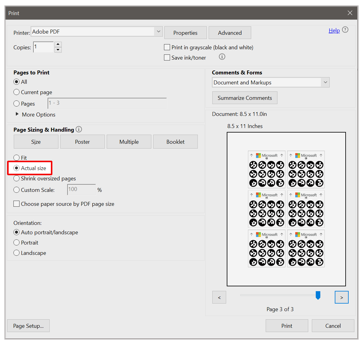 Print
Printer: Adobe PDF Properties Advanced Help
Copies: 1 Print in grayscale (black and white)
Save ink/toner
Pages to Print
All
Current page
Pages 1 - 3
More Options
Page Sizing & Handling
Size Poster Multiple Booklet
Fit
Actual size
Shrink oversized pages
Custom Scale: 100 %
Choose paper source by PDF page size
Orientation:
Auto portrait/landscape
Portrait
Landscape
Comments & Forms
Document and Markups
Summarize Comments
Document: 8.5 x 11.0in
8.5 x 11 Inches
Microsoft Microsoft
Microsoft Microsoft
Microsoft Microsoft
< >
Page 3 of 3
Page Setup... Print Cancel